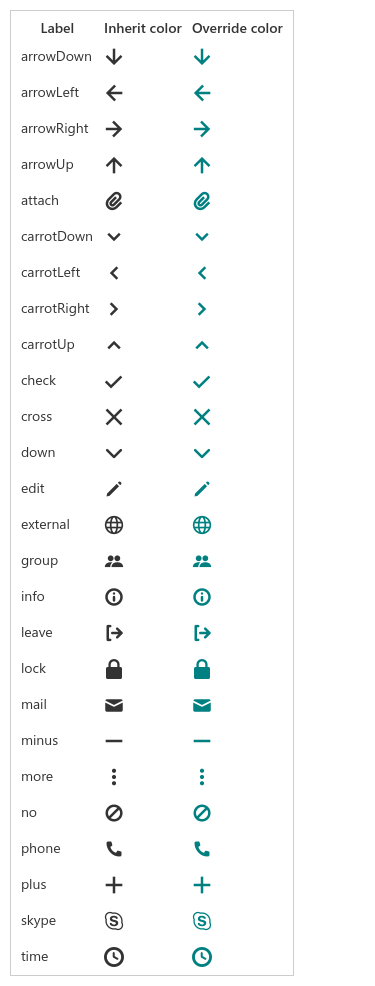 Label Inherit color Override color
arrowDown
arrowLeft
arrowRight
arrowUp
attach
carrotDown
carrotLeft
carrotRight
carrotUp
check
cross
down
edit
external
group
info
leave
lock
mail
minus
more
no
phone
plus
skype
time